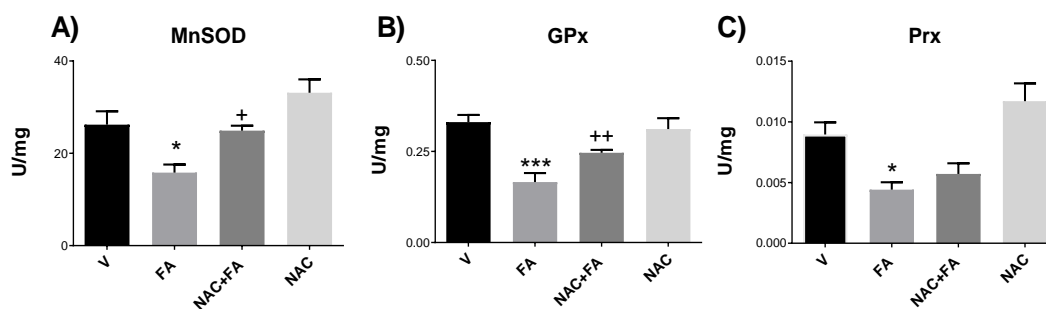 A)
MnSOD
U/mg
40
20
0
*
+
V
FA
NAC+FA
NAC
B)
GPx
U/mg
0.50
0.25
0.00
***
++
V
FA
NAC+FA
NAC
C)
Prx
U/mg
0.015
0.010
0.005
0.000
*
V
FA
NAC+FA
NAC